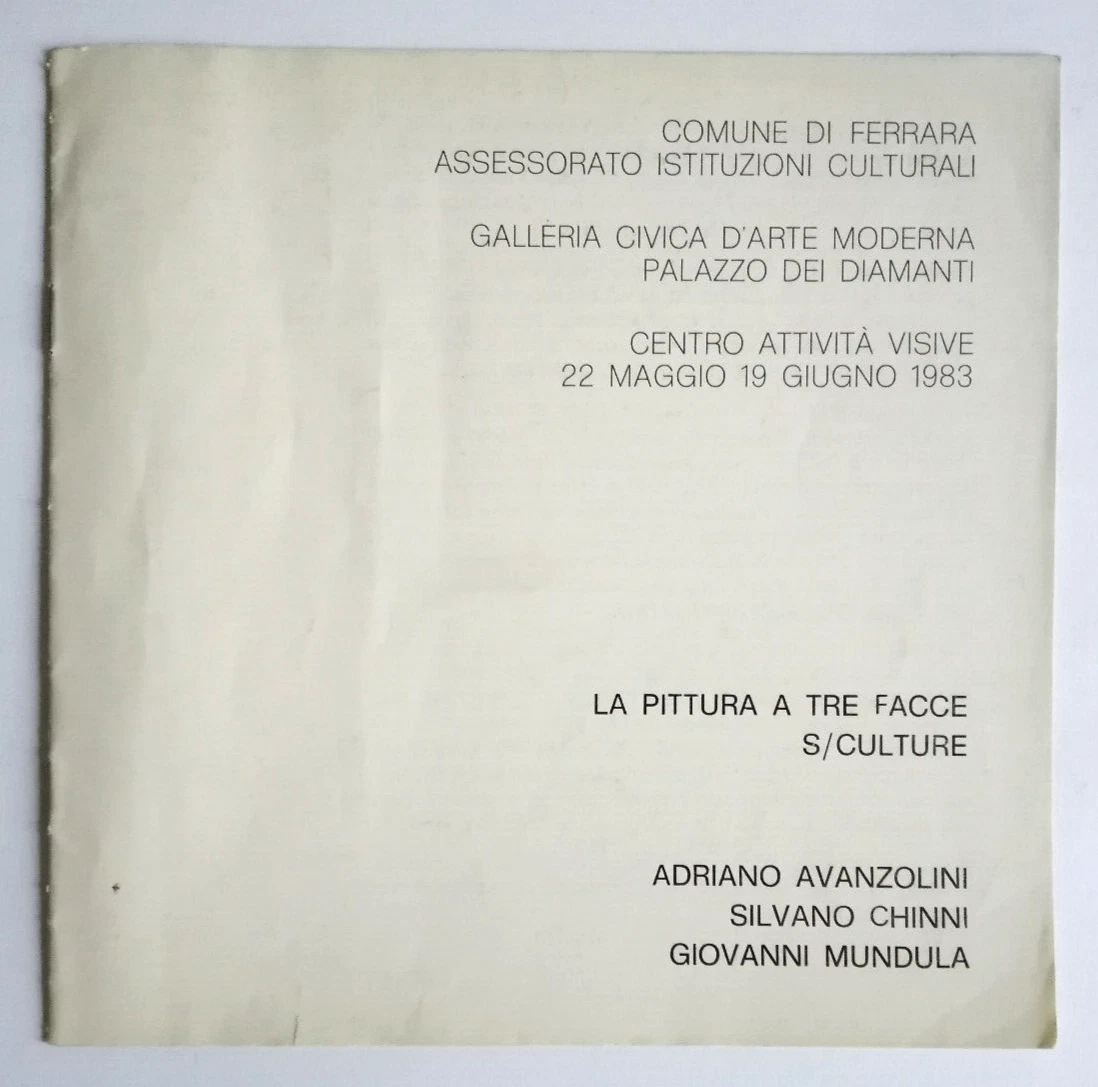 COMUNE DI FERRARA
ASSESSORATO ISTITUZIONI CULTURALI
GALLERIA CIVICA D'ARTE MODERNA
PALAZZO DEI DIAMANTI
CENTRO ATTIVITÀ VISIVE
22 MAGGIO 19 GIUGNO 1983
LA PITTURA A TRE FACCE
S/CULTURE
ADRIANO AVANZOLINI
SILVANO CHINNI
GIOVANNI MUNDULA